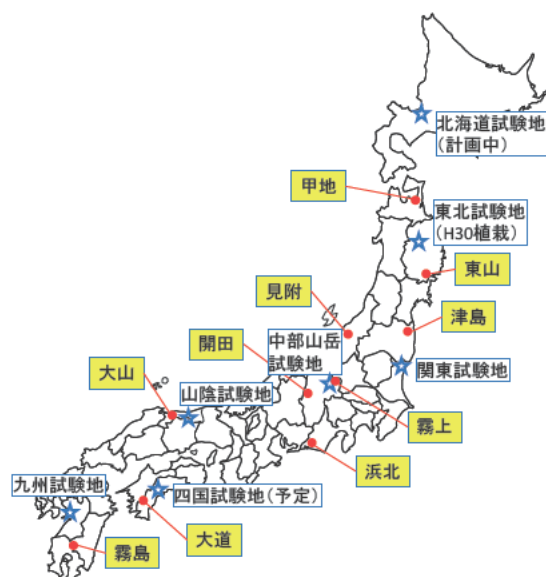 北海道試験地
(計画中)
甲地
東北試験地
(H30植栽)
東山
見附
津島
開田
中部山岳
試験地
大山
山陰試験地
関東試験地
霧上
浜北
九州試験地
四国試験地(予定)
大道
霧島